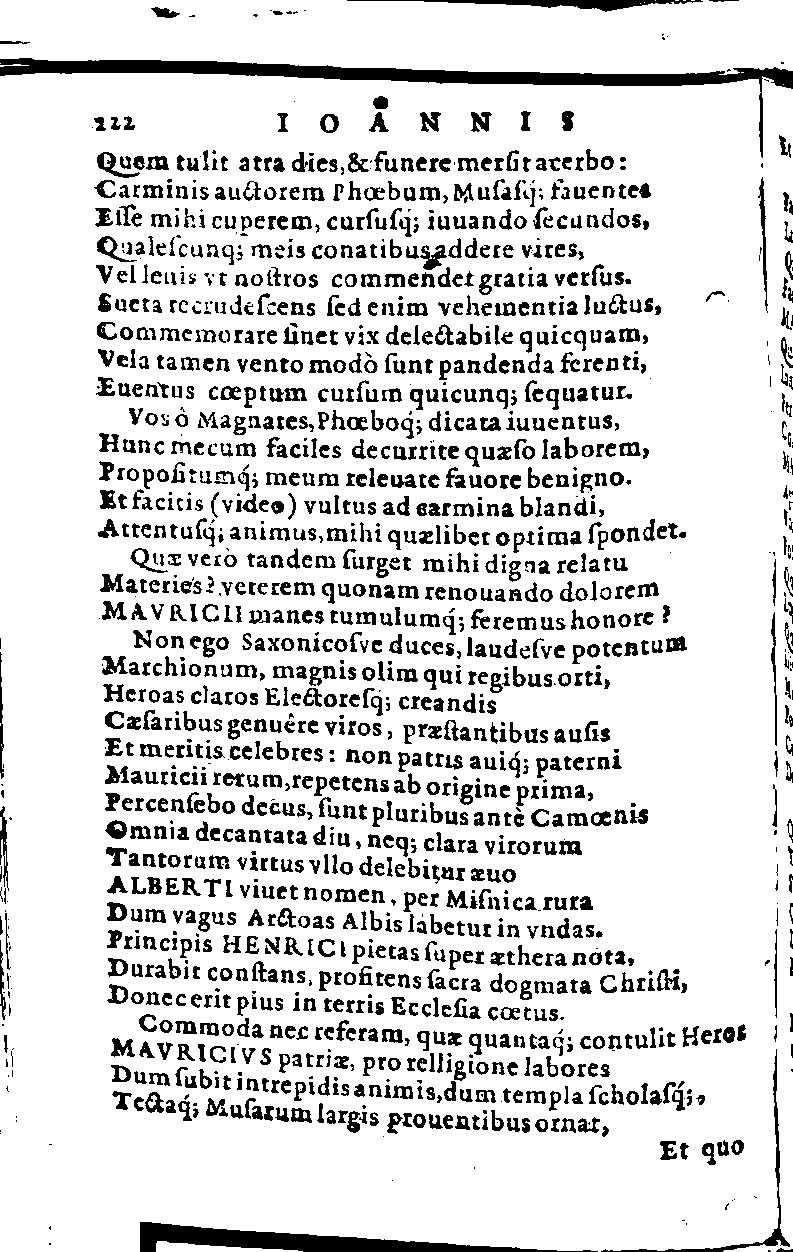 222 IOANNIS
Quem tulit atra dies, & funere mersit acerbo:
Carminis auctorem Phœbum, Musasq́; fauentes
Esse mihi cuperem, cursusq́; iuuando secundos,
Qualescunq; meis conatibus addere vires,
Vel leuis vt nostros commendet gratia versus.
Sueta recrudescens sed enim vehementia luctus,
Commemorare sinet vix delectabile quicquam,
Vela tamen vento modò sunt pandenda ferenti,
Euentus cœptum cursum quicunq; sequatur.
Vos ô Magnates, Phœboq́; dicata iuuentus,
Hunc mecum faciles decurrite quæso laborem,
Propositumq́; meum releuate fauore benigno.
Et facitis (video) vultus ad carmina blandi,
Attentusq́; animus, mihi quælibet optima spondet.
Quæ verò tandem surget mihi digna relatu
Materies? veterem quonam renouando dolorem
MAVRICII manes tumulumq́; feremus honore?
Non ego Saxonicosve duces, laudesve potentum
Marchionum, magnis olim qui regibus orti,
Heroas claros Electoresq́; creandis
Cæsaribus genuêre viros, præstantibus ausis
Et meritis celebres: non patris auiq́; paterni
Mauricii rerum, repetens ab origine prima,
Percensebo decus, sunt pluribus antè Camœnis
Omnia decantata diu, neq; clara virorum
Tantorum virtus vllo delebitur æuo
ALBERTI viuet nomen, per Misnica rura
Dum vagus Arctoas Albis labetur in vndas.
Principis HENRICI pietas super æthera nota,
Durabit constans, profitens sacra dogmata Christi,
Donec erit pius in terris Ecclesia cœtus.
Commoda nec referam, quæ quantaq́; contulit Heros
MAVRICIVS patriæ, pro relligione labores
Dum subit intrepidis animis, dum templa scholasq́;,
Tectaq́; Musarum largis prouentibus ornat,
Et quo